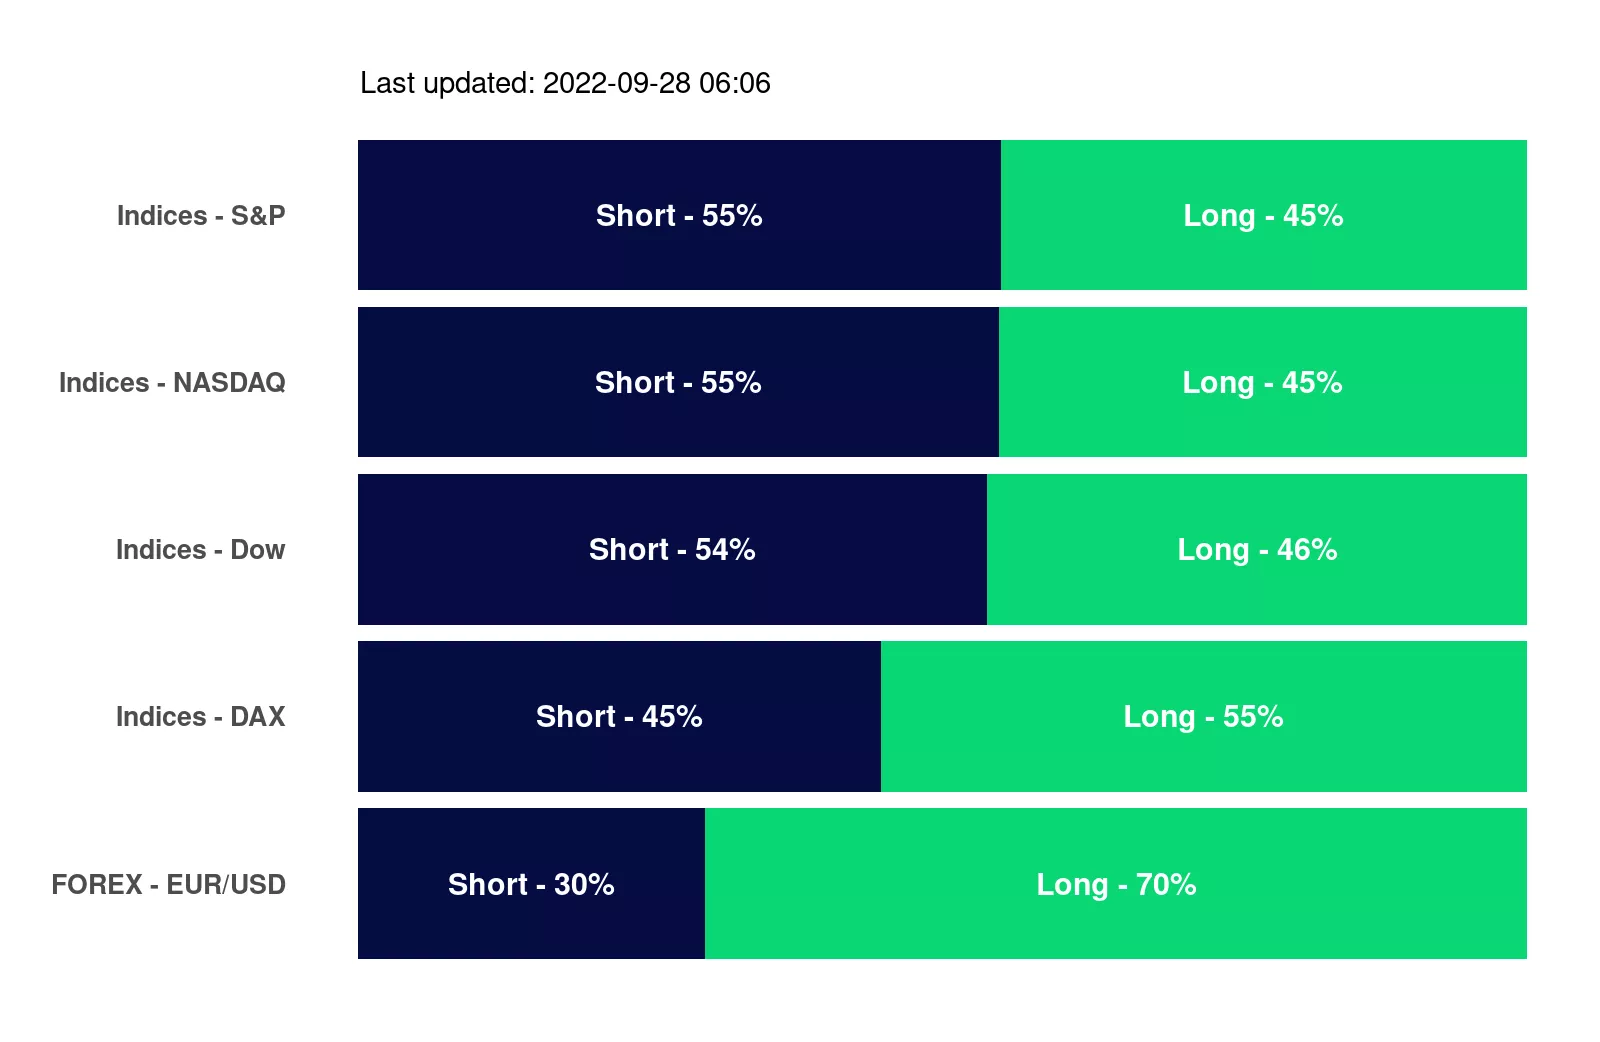 Last updated: 2022-09-28 06:06
Indices - S&P Short - 55% Long - 45%
Indices - NASDAQ Short - 55% Long - 45%
Indices - Dow Short - 54% Long - 46%
Indices - DAX Short - 45% Long - 55%
FOREX - EUR/USD Short - 30% Long - 70%